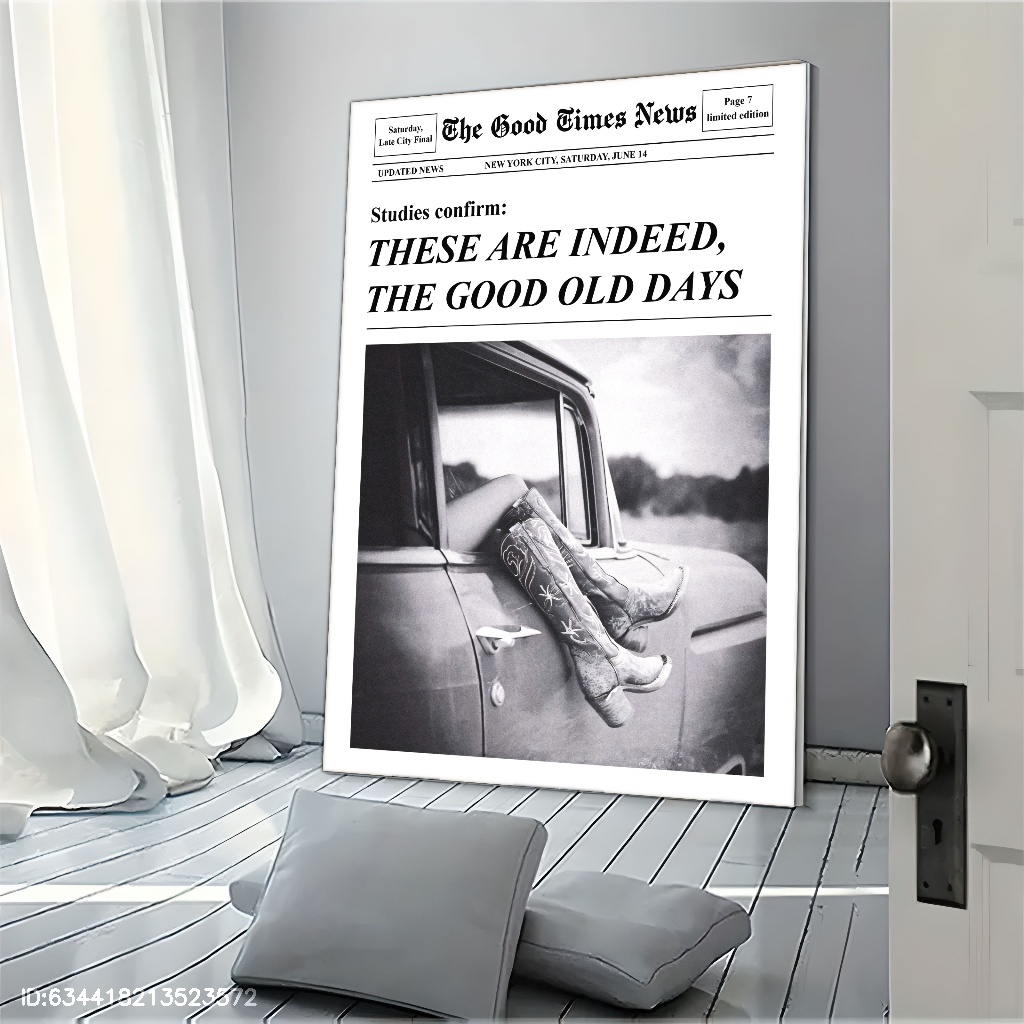 Saturday,
Late City Final
The Good Times News
Page 7
limited edition
UPDATED NEWS
NEW YORK CITY, SATURDAY, JUNE 14
Studies confirm:
THESE ARE INDEED,
THE GOOD OLD DAYS
ID:634418213523572